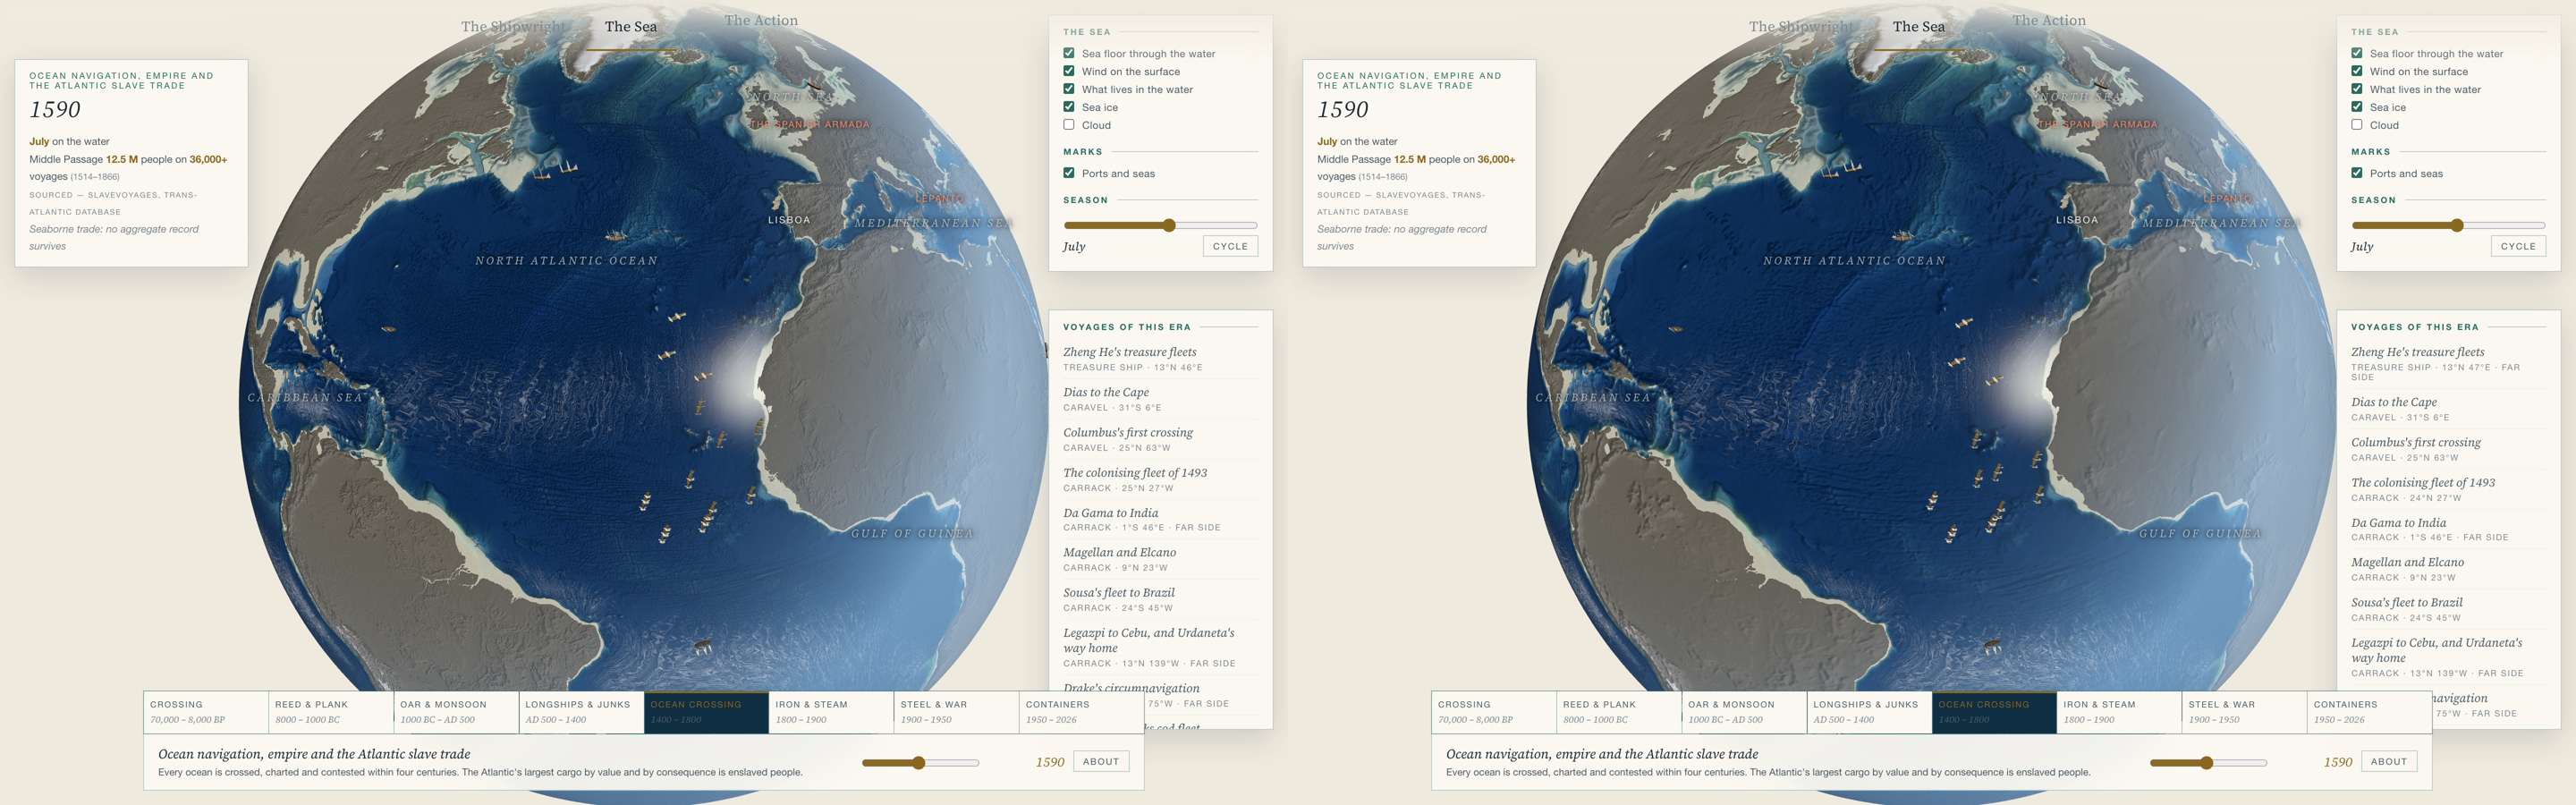 The Shipwright
The Sea
The Action
OCEAN NAVIGATION, EMPIRE AND
THE ATLANTIC SLAVE TRADE
1590
July on the water
Middle Passage 12.5 M people on 36,000+
voyages (1514–1866)
SOURCED — SLAVEVOYAGES, TRANS-
ATLANTIC DATABASE
Seaborne trade: no aggregate record
survives
NORTH SEA
THE SPANISH ARMADA
LEPANTO
LISBOA
MEDITERRANEAN SEA
NORTH ATLANTIC OCEAN
CARIBBEAN SEA
GULF OF GUINEA
THE SEA
Sea floor through the water
Wind on the surface
What lives in the water
Sea ice
Cloud
MARKS
Ports and seas
SEASON
July
CYCLE
VOYAGES OF THIS ERA
Zheng He's treasure fleets
TREASURE SHIP · 13°N 46°E
Dias to the Cape
CARAVEL · 31°S 6°E
Columbus's first crossing
CARAVEL · 25°N 63°W
The colonising fleet of 1493
CARRACK · 25°N 27°W
Da Gama to India
CARRACK · 1°S 46°E · FAR SIDE
Magellan and Elcano
CARRACK · 9°N 23°W
Sousa's fleet to Brazil
CARRACK · 24°S 45°W
Legazpi to Cebu, and Urdaneta's
way home
CARRACK · 13°N 139°W · FAR SIDE
Drake's circumnavigation
75°W · FAR SIDE
cod fleet
CROSSING
70,000 – 8,000 BP
REED & PLANK
8000 – 1000 BC
OAR & MONSOON
1000 BC – AD 500
LONGSHIPS & JUNKS
AD 500 – 1400
OCEAN CROSSING
1400 – 1800
IRON & STEAM
1800 – 1900
STEEL & WAR
1900 – 1950
CONTAINERS
1950 – 2026
Ocean navigation, empire and the Atlantic slave trade
Every ocean is crossed, charted and contested within four centuries. The Atlantic's largest cargo by value and by consequence is enslaved people.
1590
ABOUT
The Shipwright
The Sea
The Action
OCEAN NAVIGATION, EMPIRE AND
THE ATLANTIC SLAVE TRADE
1590
July on the water
Middle Passage 12.5 M people on 36,000+
voyages (1514–1866)
SOURCED — SLAVEVOYAGES, TRANS-
ATLANTIC DATABASE
Seaborne trade: no aggregate record
survives
NORTH SEA
THE SPANISH ARMADA
LEPANTO
LISBOA
MEDITERRANEAN SEA
NORTH ATLANTIC OCEAN
CARIBBEAN SEA
GULF OF GUINEA
THE SEA
Sea floor through the water
Wind on the surface
What lives in the water
Sea ice
Cloud
MARKS
Ports and seas
SEASON
July
CYCLE
VOYAGES OF THIS ERA
Zheng He's treasure fleets
TREASURE SHIP · 13°N 47°E · FAR
SIDE
Dias to the Cape
CARAVEL · 31°S 6°E
Columbus's first crossing
CARAVEL · 25°N 63°W
The colonising fleet of 1493
CARRACK · 24°N 27°W
Da Gama to India
CARRACK · 1°S 46°E · FAR SIDE
Magellan and Elcano
CARRACK · 9°N 23°W
Sousa's fleet to Brazil
CARRACK · 24°S 45°W
Legazpi to Cebu, and Urdaneta's
way home
CARRACK · 13°N 139°W · FAR SIDE
navigation
75°W · FAR SIDE
CROSSING
70,000 – 8,000 BP
REED & PLANK
8000 – 1000 BC
OAR & MONSOON
1000 BC – AD 500
LONGSHIPS & JUNKS
AD 500 – 1400
OCEAN CROSSING
1400 – 1800
IRON & STEAM
1800 – 1900
STEEL & WAR
1900 – 1950
CONTAINERS
1950 – 2026
Ocean navigation, empire and the Atlantic slave trade
Every ocean is crossed, charted and contested within four centuries. The Atlantic's largest cargo by value and by consequence is enslaved people.
1590
ABOUT